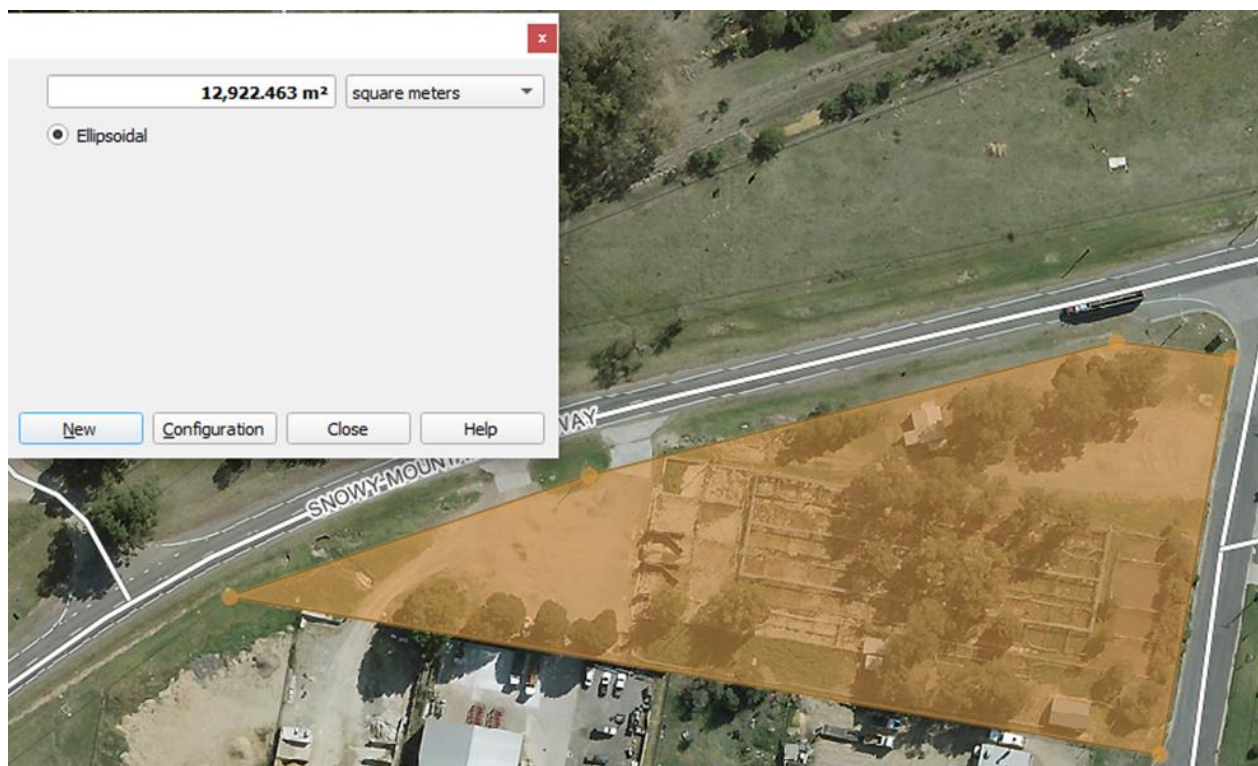 x
12,922.463 m² square meters
Ellipsoidal
New Configuration Close Help
WAY
SNOWY MOUNT